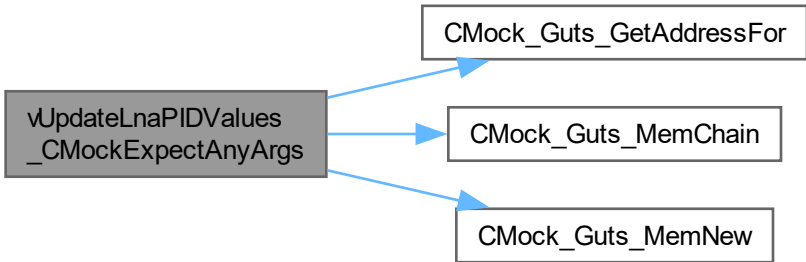 vUpdateLnaPIDValues
_CMockExpectAnyArgs
CMock_Guts_GetAddressFor
CMock_Guts_MemChain
CMock_Guts_MemNew